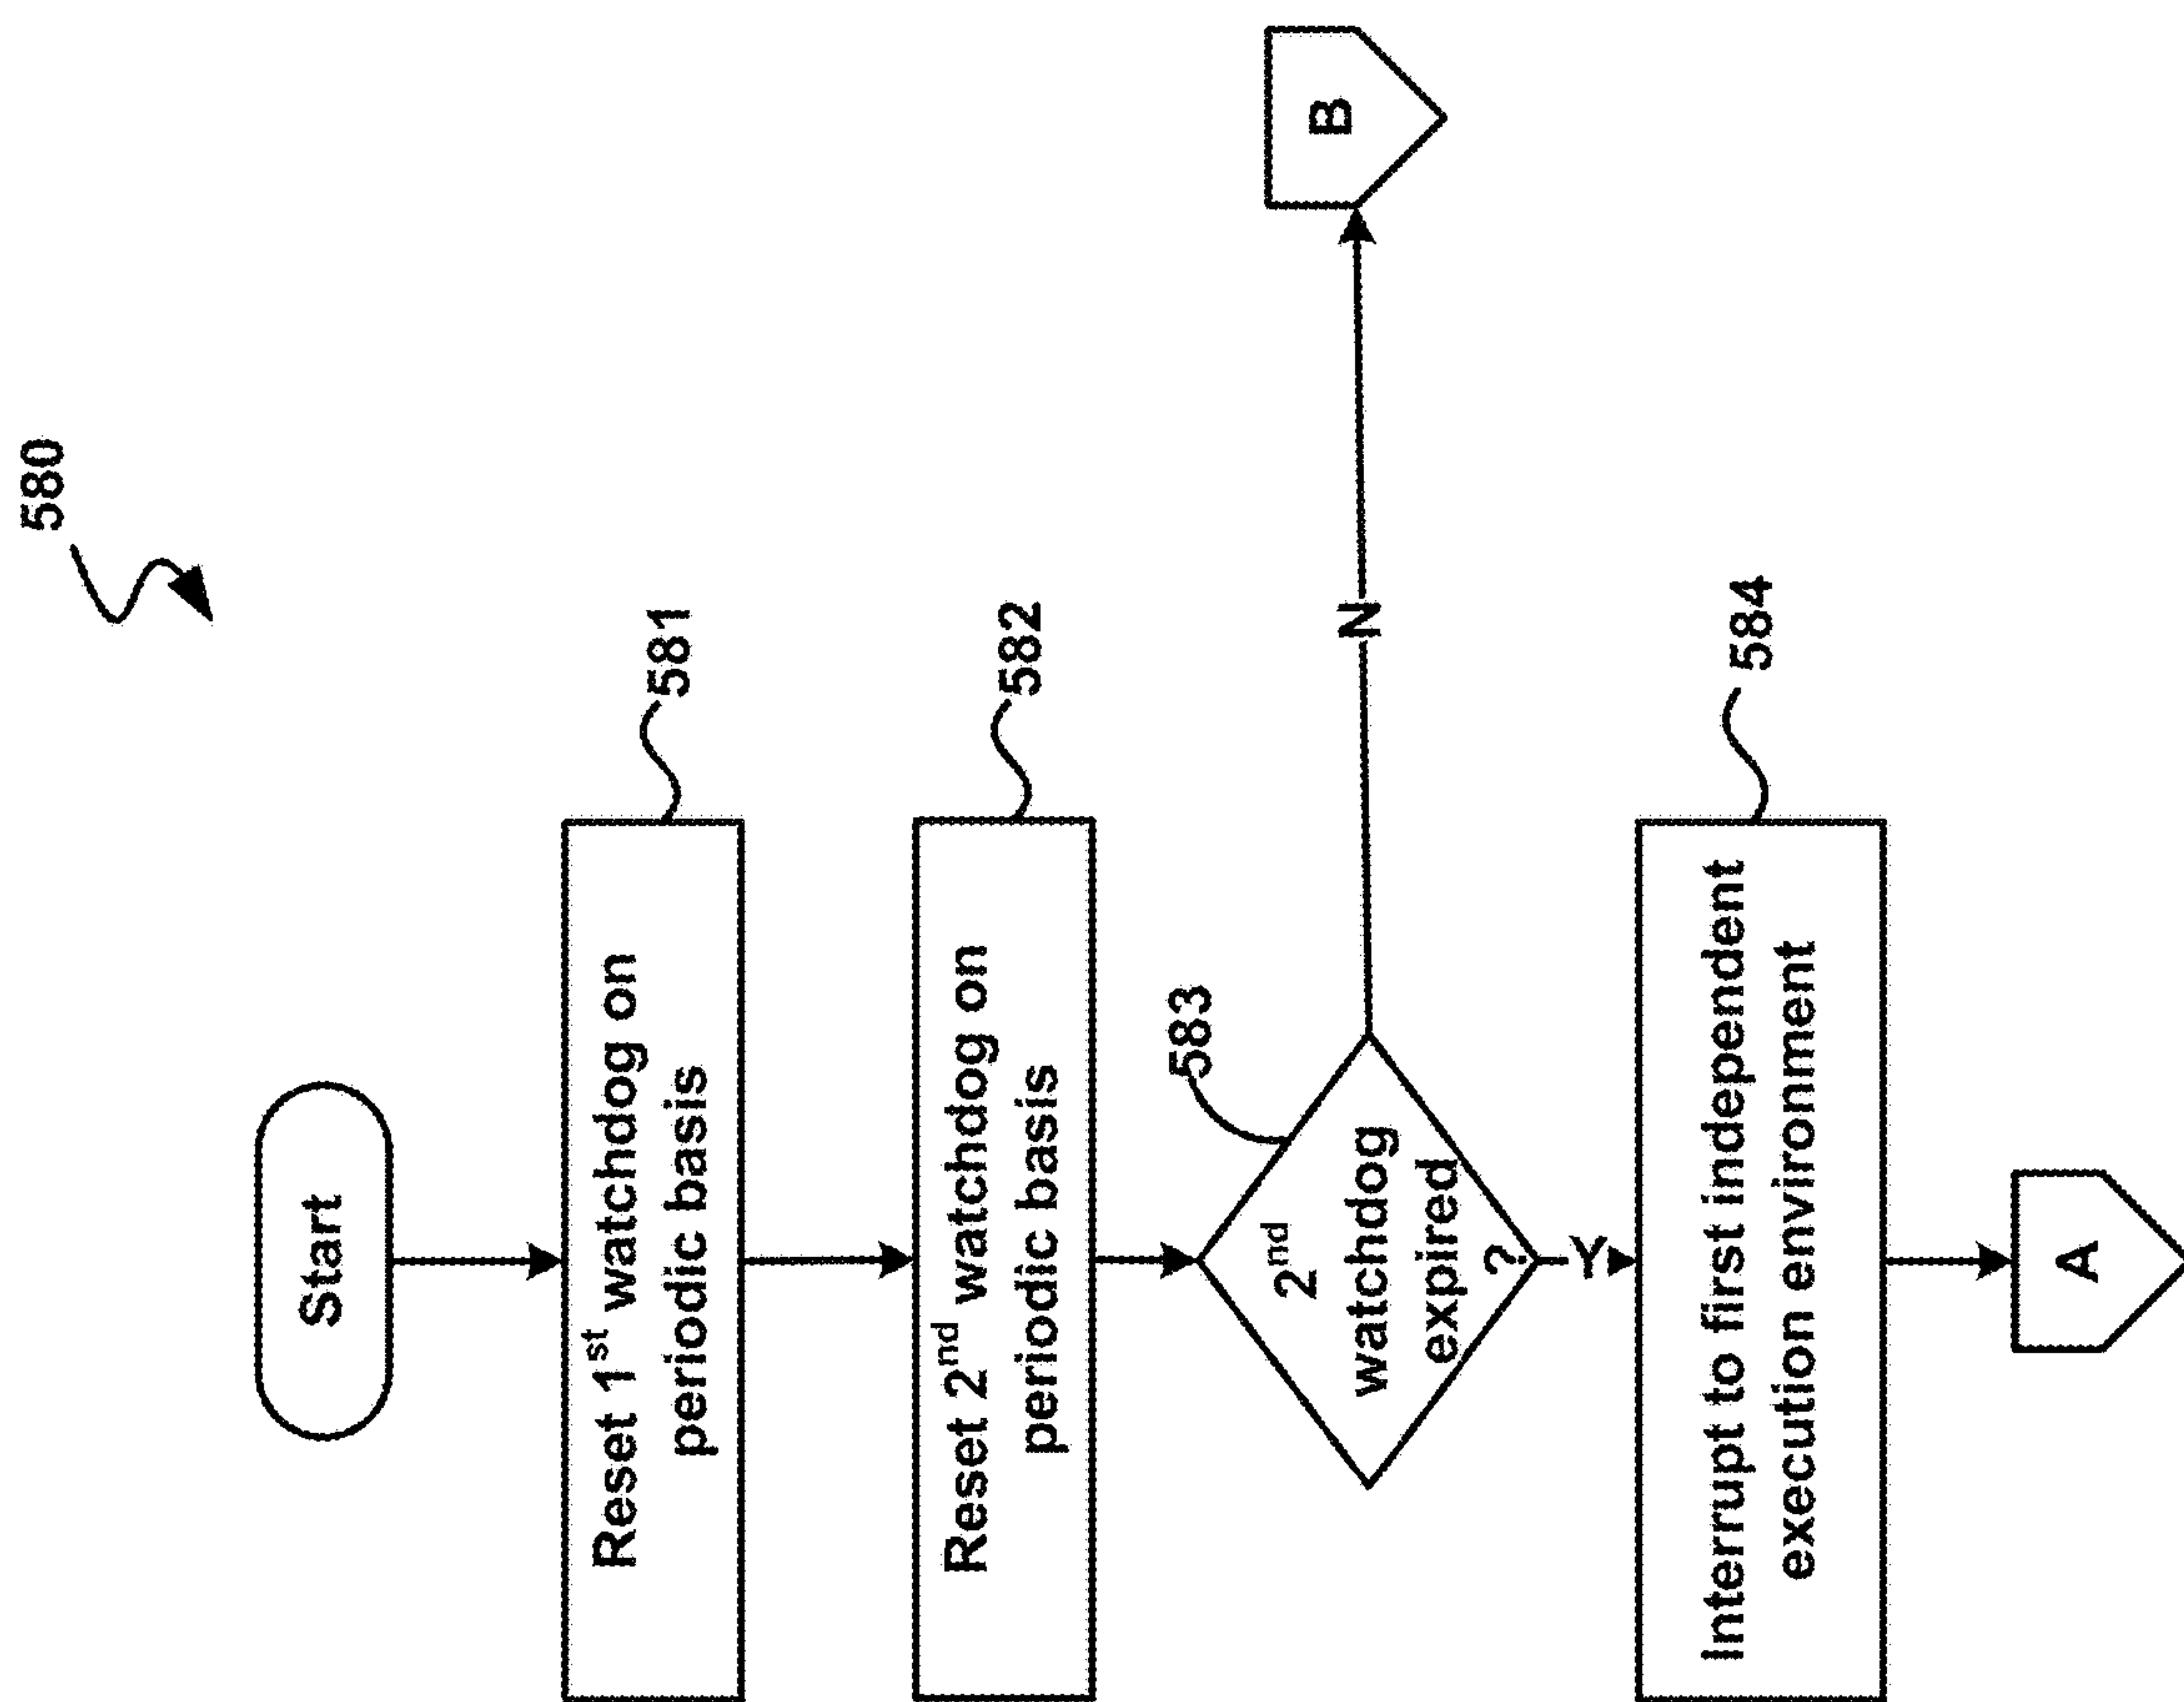 580
Start
Reset 1st watchdog on
periodic basis
581
Reset 2nd watchdog on
periodic basis
582
583
2nd
watchdog
expired
?
N
B
Y
Interrupt to first independent
execution environment
584
A